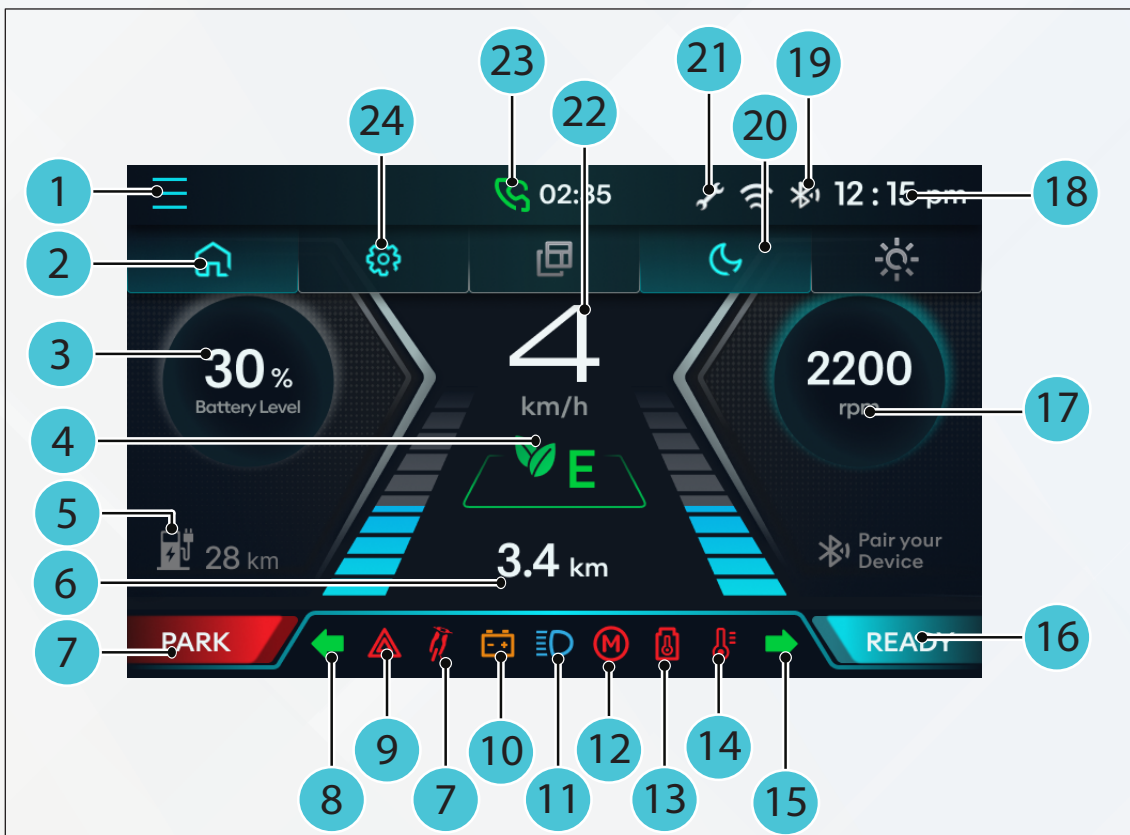 21
19
23
22
20
24
1
02:35
12 : 15 pm
18
2
3
30 %
Battery Level
4
km/h
2200
rpm
17
4
E
5
28 km
6
3.4 km
Pair your
Device
7
PARK
READY
16
M
9
10
12
14
8
7
11
13
15